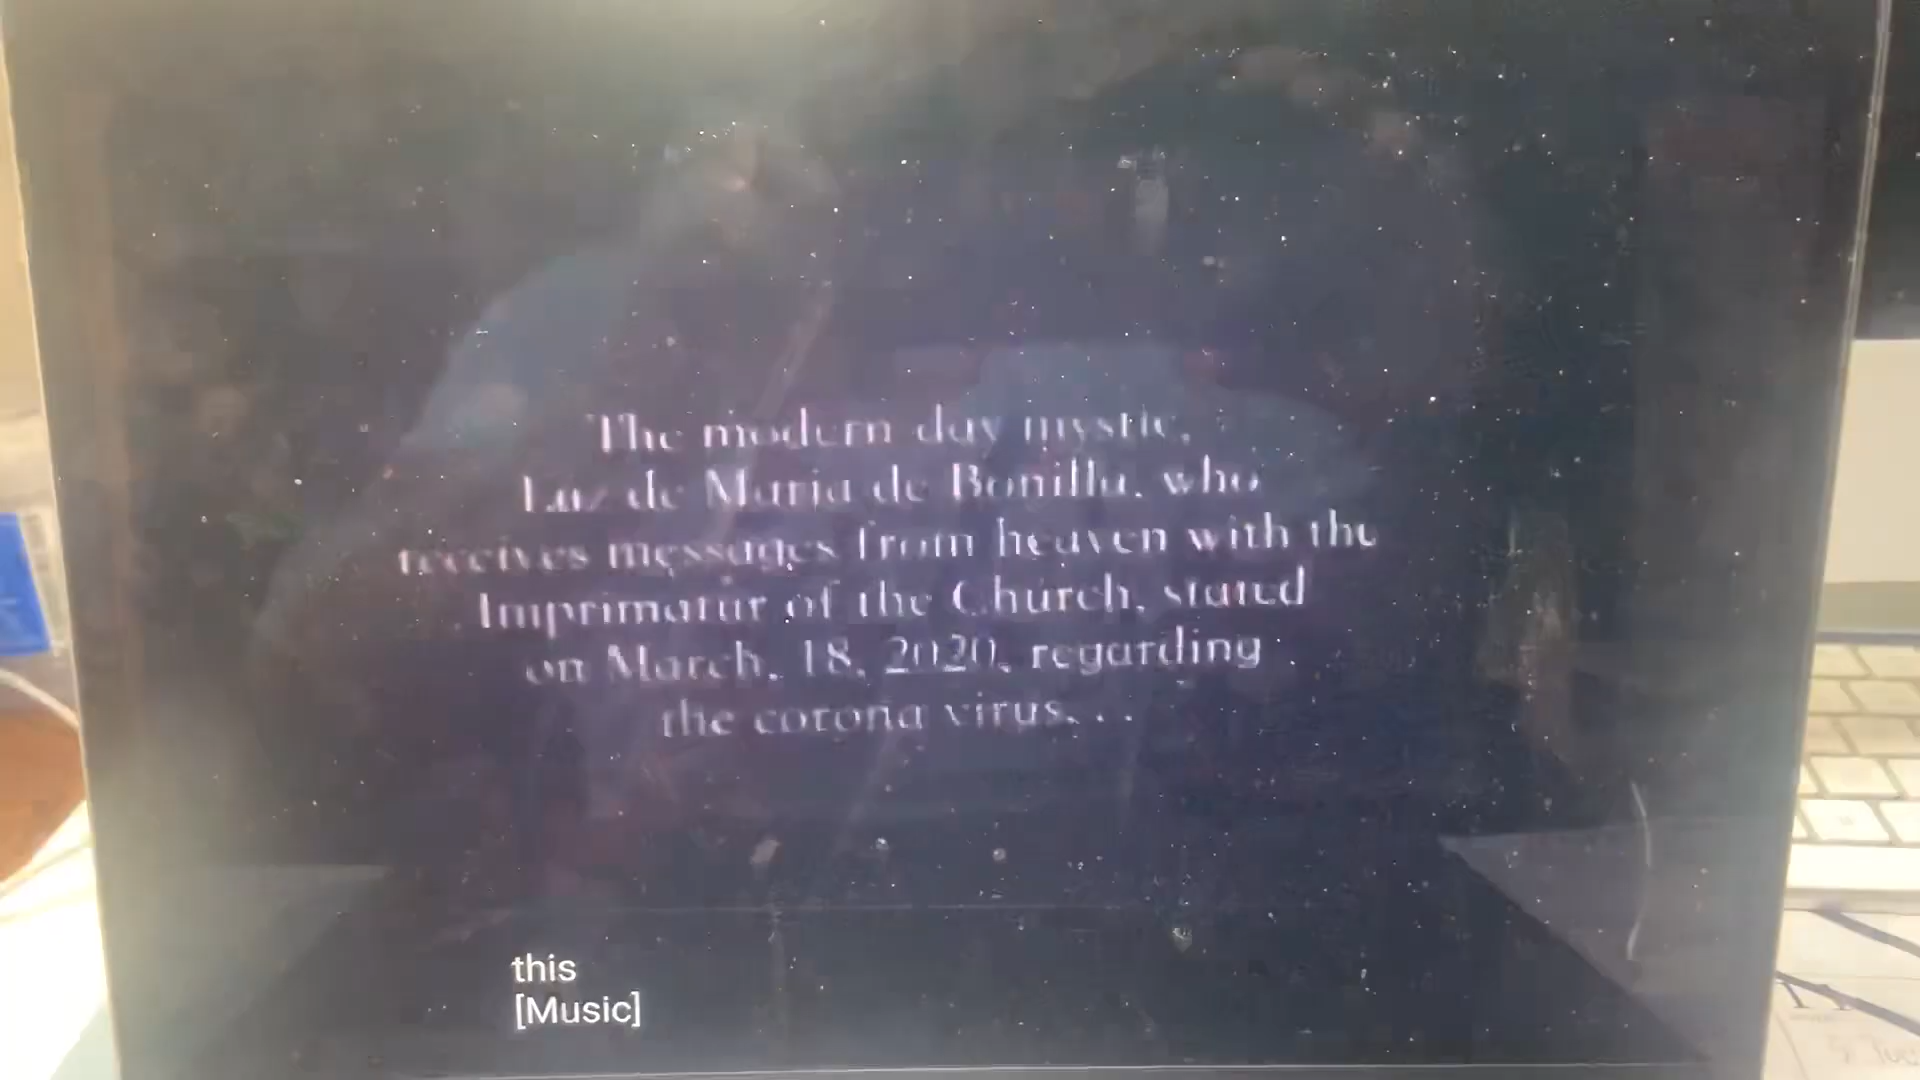 The modern day mystic,
Luz de Maria de Bonilla, who
receives messages from heaven with the
Imprimatur of the Church, stated
on March, 18, 2020, regarding
the corona virus. . .
this
[Music]